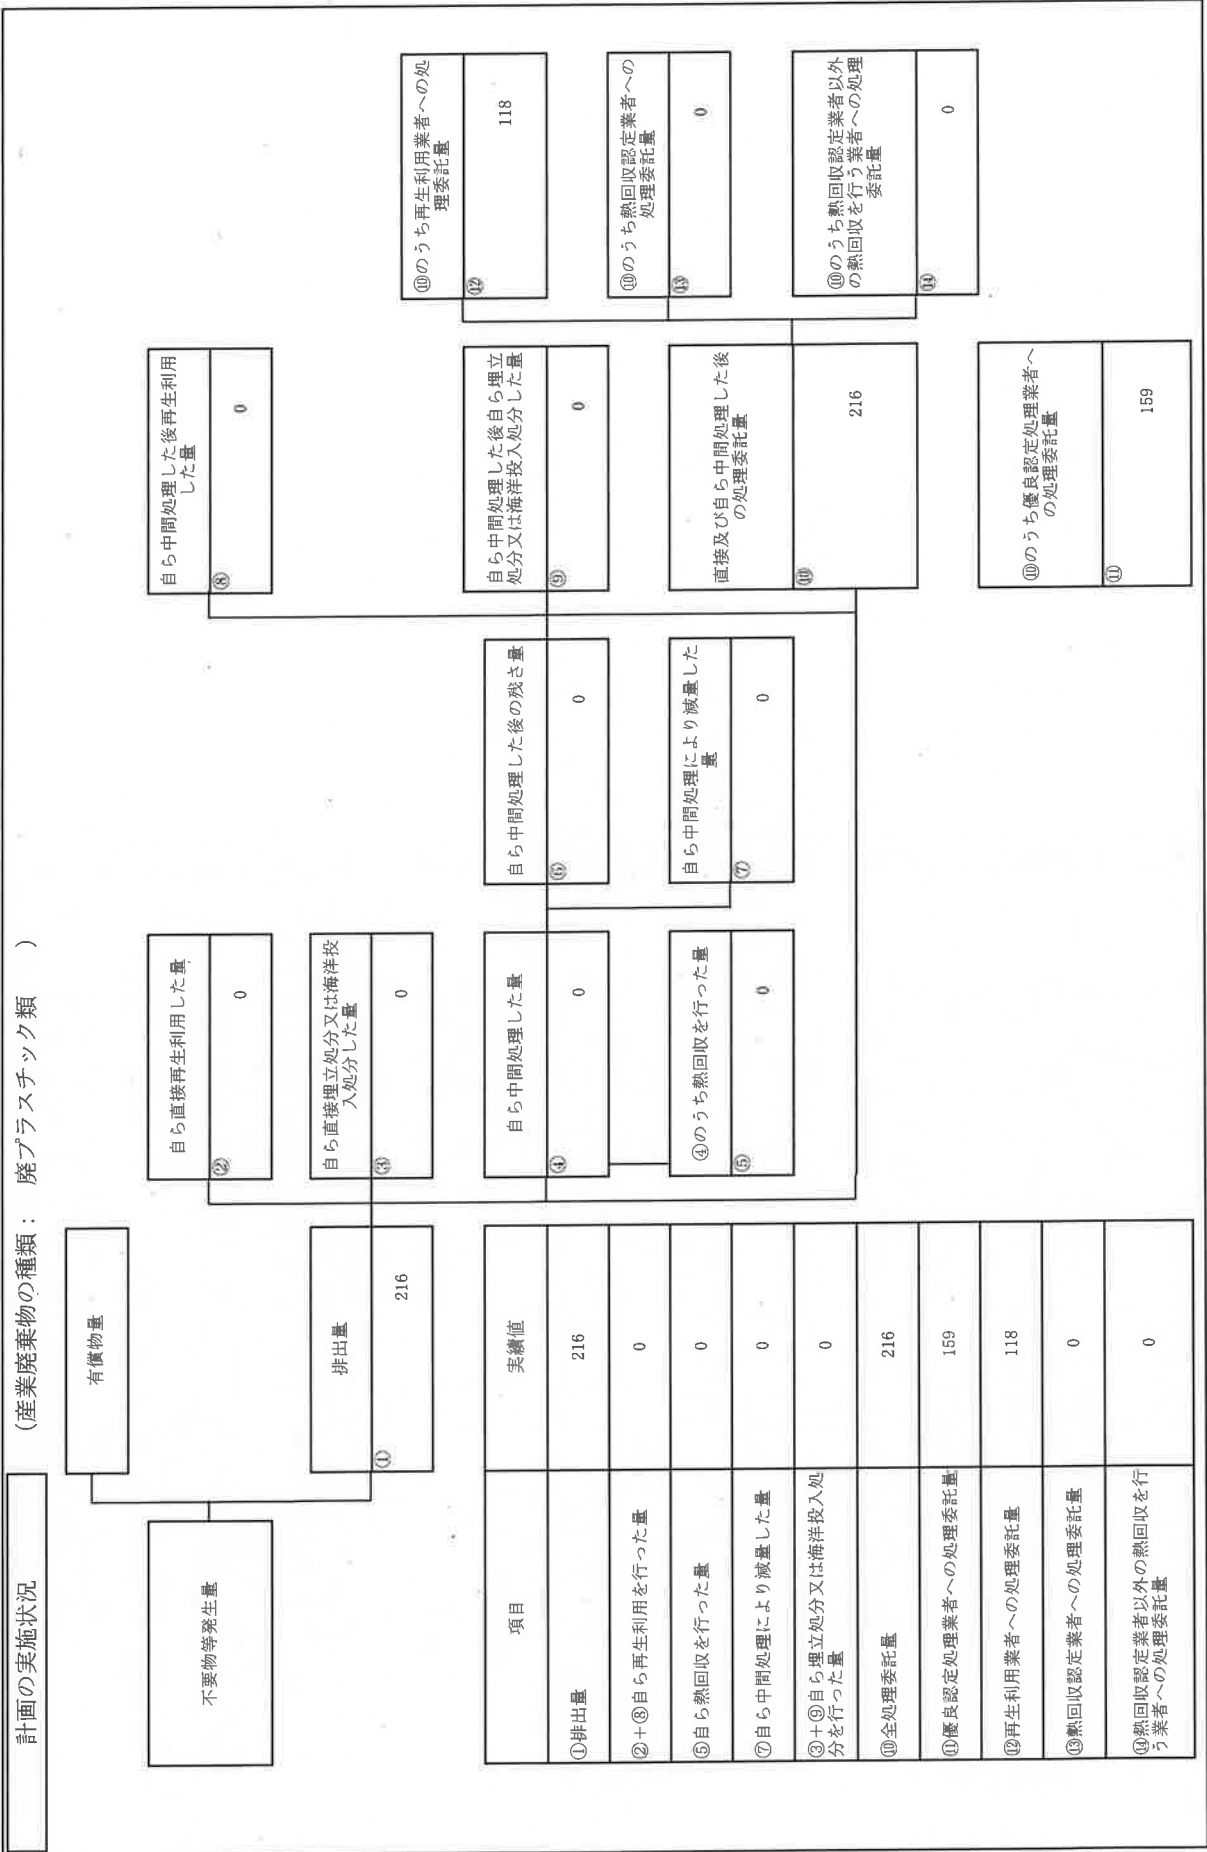 計画の実施状況
(産業廃棄物の種類： 廃プラスチック類 )
不要物等発生量
有償物量
排出量
①
216
自ら直接再生利用した量
②
0
自ら直接埋立処分又は海洋投
入処分した量
③
0
自ら中間処理した量
④
0
④のうち熱回収を行った量
⑤
0
自ら中間処理した後の残さ量
⑥
0
自ら中間処理により減量した
量
⑦
0
自ら中間処理した後再生利用
した量
⑧
0
自ら中間処理した後自ら埋立
処分又は海洋投入処分した量
⑨
0
直接及び自ら中間処理した後
の処理委託量
⑩
216
⑩のうち優良認定処理業者へ
の処理委託量
⑪
159
⑩のうち再生利用業者への処
理委託量
⑫
118
⑩のうち熱回収認定業者への
処理委託量
⑬
0
⑩のうち熱回収認定業者以外
の熱回収を行う業者への処理
委託量
⑭
0
項目 実績値
①排出量 216
②＋⑧自ら再生利用を行った量 0
⑤自ら熱回収を行った量 0
⑦自ら中間処理により減量した量 0
③＋⑨自ら埋立処分又は海洋投入処
分を行った量 0
⑩全処理委託量 216
⑪優良認定処理業者への処理委託量 159
⑫再生利用業者への処理委託量 118
⑬熱回収認定業者への処理委託量 0
⑭熱回収認定業者以外の熱回収を行
う業者への処理委託量 0